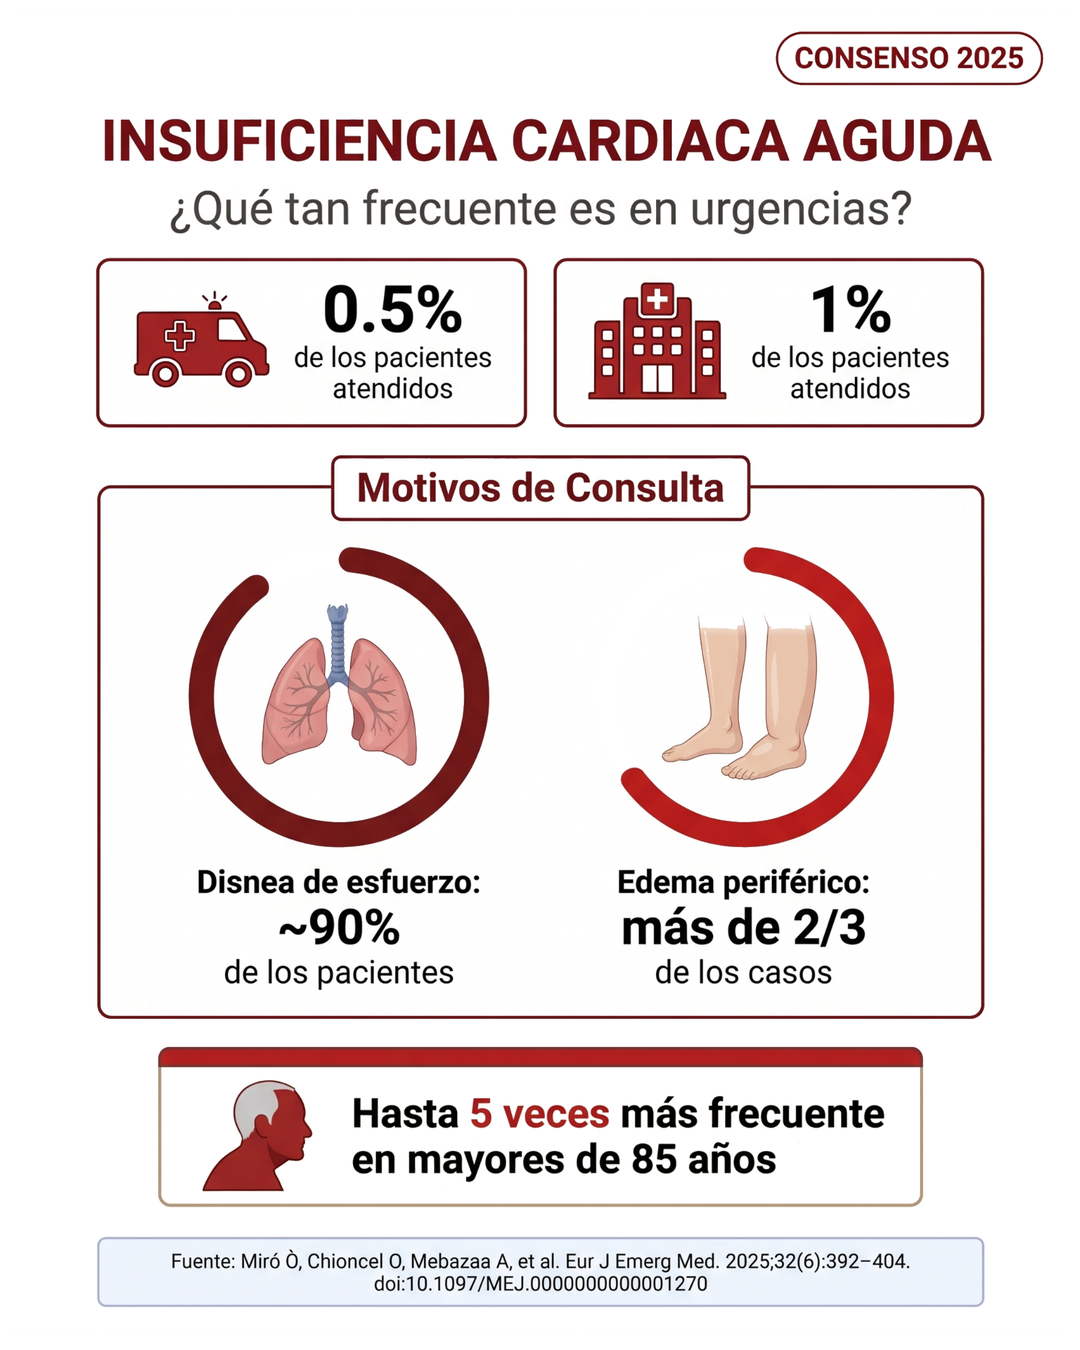 CONSENSO 2025
INSUFICIENCIA CARDIACA AGUDA
¿Qué tan frecuente es en urgencias?
0.5%
de los pacientes
atendidos
1%
de los pacientes
atendidos
Motivos de Consulta
Disnea de esfuerzo:
~90%
de los pacientes
Edema periférico:
más de 2/3
de los casos
Hasta 5 veces más frecuente
en mayores de 85 años
Fuente: Miró Ò, Chioncel O, Mebazaa A, et al. Eur J Emerg Med. 2025;32(6):392–404.
doi:10.1097/MEJ.0000000000001270